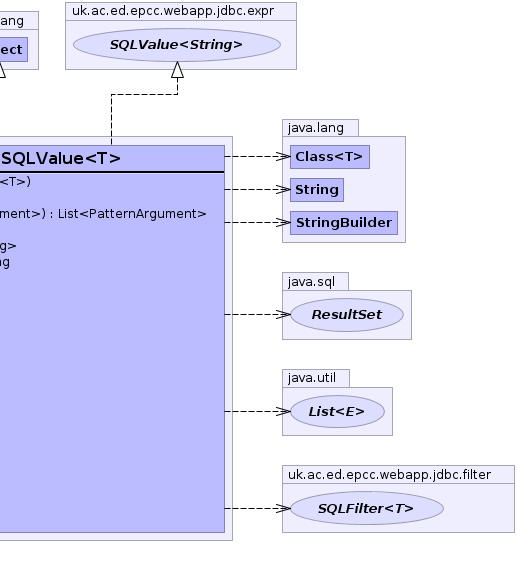 uk.ac.ed.epcc.webapp.jdbc.expr
SQLValue<String>
ang
ect
java.lang
Class<T>
String
StringBuilder
SQLValue<T>
<T>)
ment>) : List<PatternArgument>
g>
ng
java.sql
ResultSet
java.util
List<E>
uk.ac.ed.epcc.webapp.jdbc.filter
SQLFilter<T>